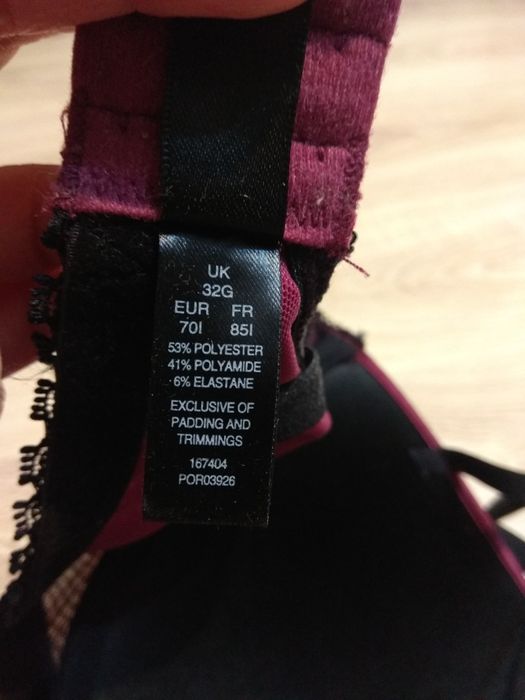 UK
32G
EUR FR
70I 85I
53% POLYESTER
41% POLYAMIDE
6% ELASTANE
EXCLUSIVE OF
PADDING AND
TRIMMINGS
167404
POR03926